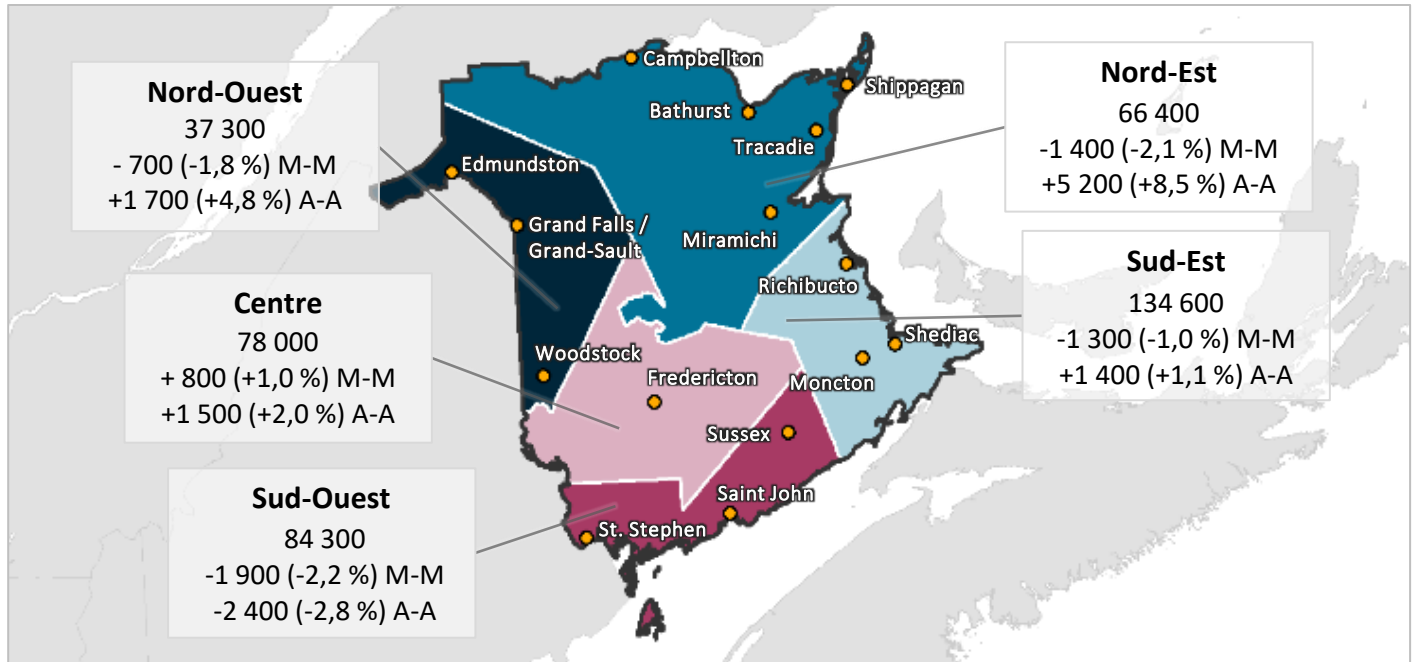 Nord-Ouest
37 300
- 700 (-1,8 %) M-M
+1 700 (+4,8 %) A-A
Centre
78 000
+ 800 (+1,0 %) M-M
+1 500 (+2,0 %) A-A
Sud-Ouest
84 300
-1 900 (-2,2 %) M-M
-2 400 (-2,8 %) A-A
Campbellton
Shippagan
Bathurst
Tracadie
Edmundston
Grand Falls /
Grand-Sault
Miramichi
Richibucto
Shediac
Woodstock
Fredericton
Moncton
Sussex
Saint John
St. Stephen
Nord-Est
66 400
-1 400 (-2,1 %) M-M
+5 200 (+8,5 %) A-A
Sud-Est
134 600
-1 300 (-1,0 %) M-M
+1 400 (+1,1 %) A-A